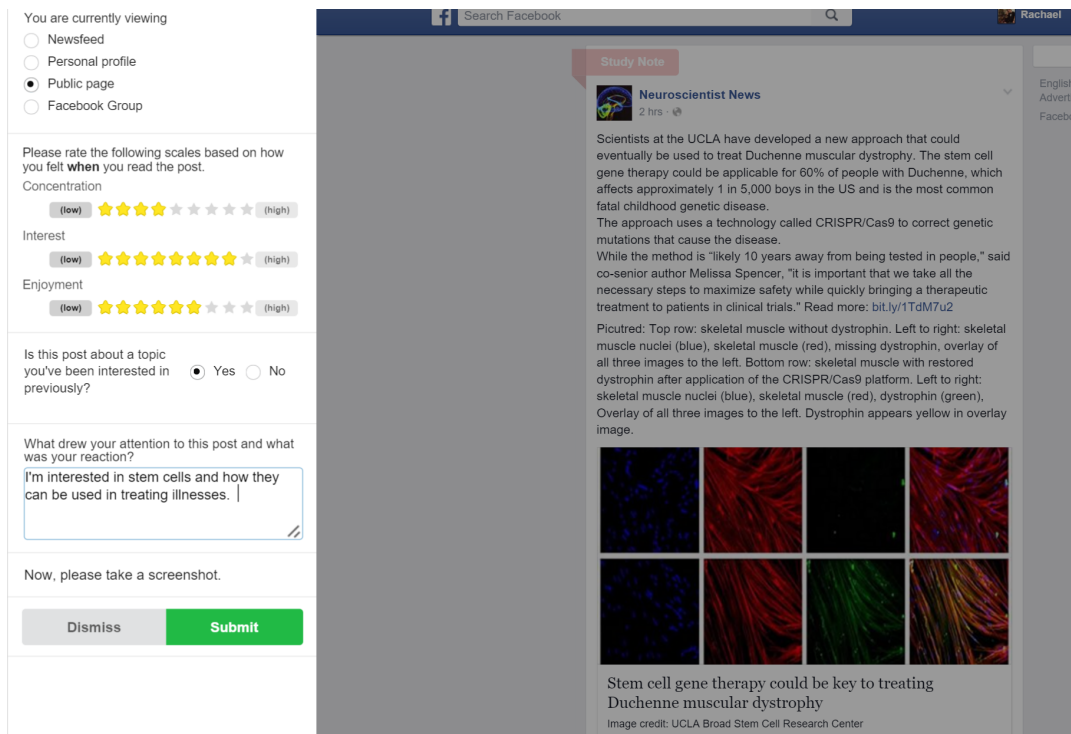 You are currently viewing
Newsfeed
Personal profile
Public page
Facebook Group
Please rate the following scales based on how
you felt when you read the post.
Concentration
(low) (high)
Interest
(low) (high)
Enjoyment
(low) (high)
Is this post about a topic
you've been interested in
previously?
Yes No
What drew your attention to this post and what
was your reaction?
I'm interested in stem cells and how they
can be used in treating illnesses.
Now, please take a screenshot.
Dismiss Submit
f Search Facebook Rachael
Study Note
Neuroscientist News
2 hrs ·
Scientists at the UCLA have developed a new approach that could
eventually be used to treat Duchenne muscular dystrophy. The stem cell
gene therapy could be applicable for 60% of people with Duchenne, which
affects approximately 1 in 5,000 boys in the US and is the most common
fatal childhood genetic disease.
The approach uses a technology called CRISPR/Cas9 to correct genetic
mutations that cause the disease.
While the method is “likely 10 years away from being tested in people," said
co-senior author Melissa Spencer, "it is important that we take all the
necessary steps to maximize safety while quickly bringing a therapeutic
treatment to patients in clinical trials." Read more: bit.ly/1TdM7u2
Picutred: Top row: skeletal muscle without dystrophin. Left to right: skeletal
muscle nuclei (blue), skeletal muscle (red), missing dystrophin, overlay of
all three images to the left. Bottom row: skeletal muscle with restored
dystrophin after application of the CRISPR/Cas9 platform. Left to right:
skeletal muscle nuclei (blue), skeletal muscle (red), dystrophin (green),
Overlay of all three images to the left. Dystrophin appears yellow in overlay
image.
Stem cell gene therapy could be key to treating
Duchenne muscular dystrophy
Image credit: UCLA Broad Stem Cell Research Center
English
Advert
Facebo